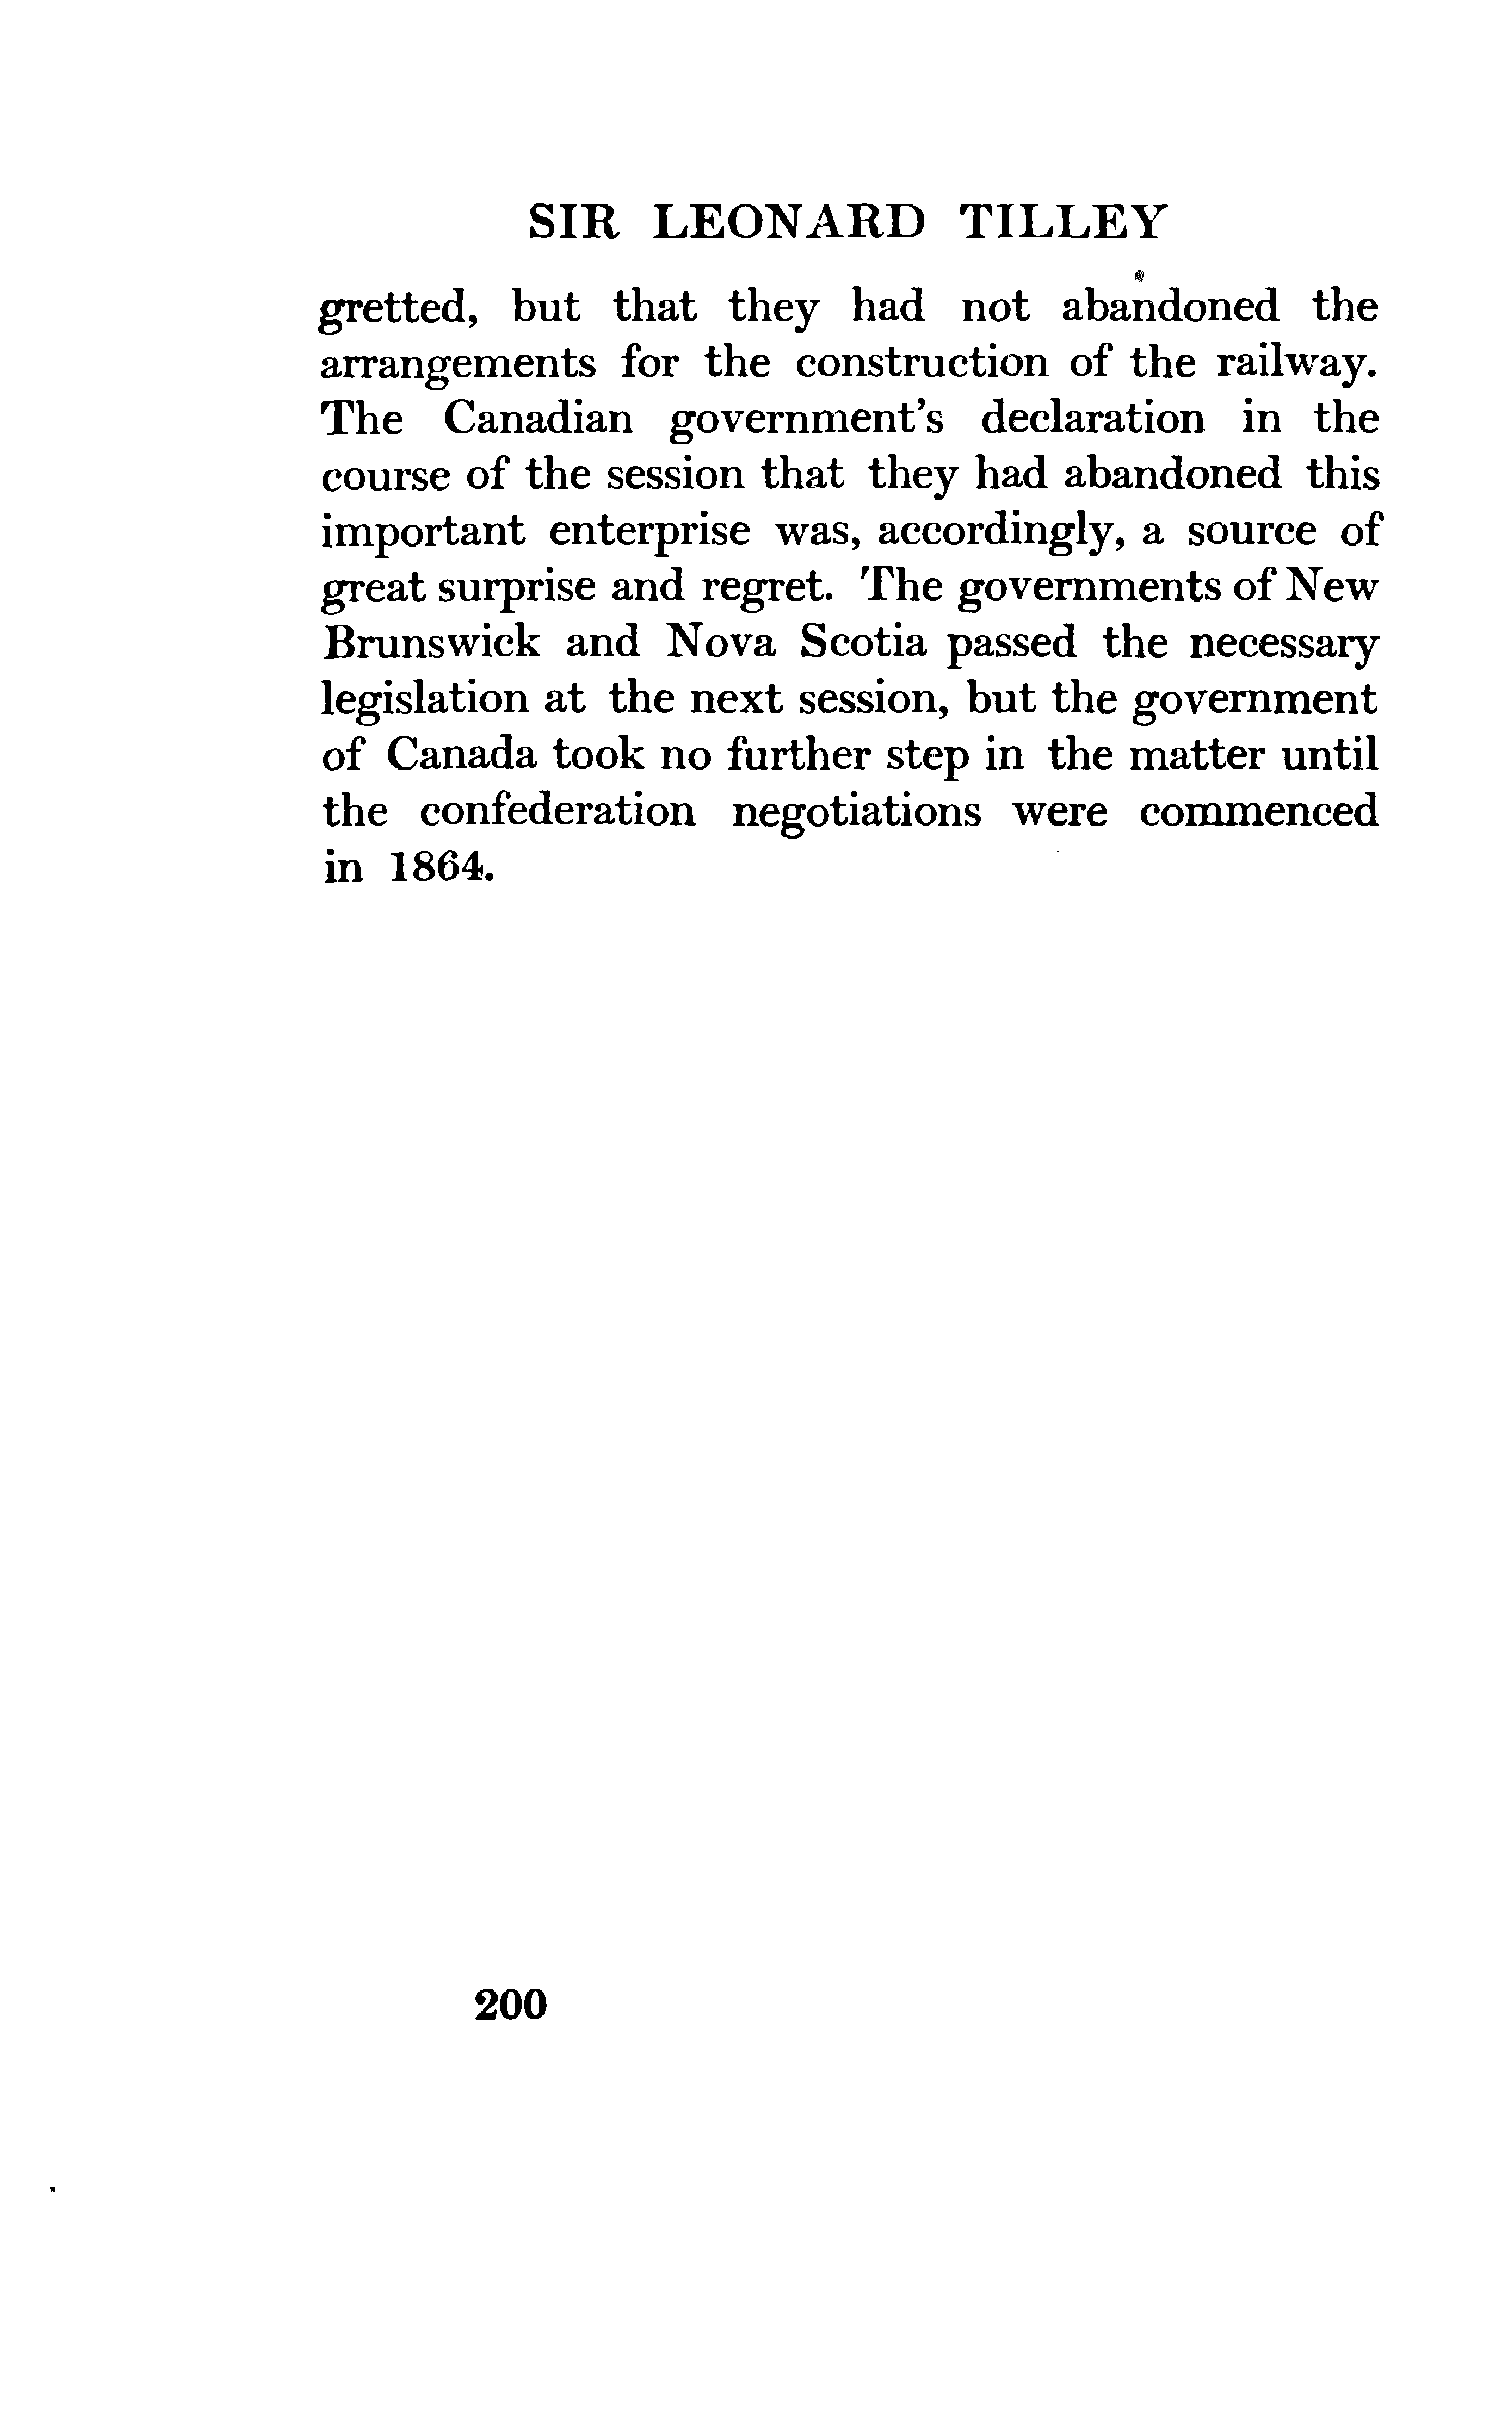 SIR LEONARD TILLEY
gretted, but that they had not abandoned the
arrangements for the construction of the railway.
The Canadian government's declaration in the
course of the session that they had abandoned this
important enterprise was, accordingly, a source of
great surprise and regret. The governments of New
Brunswick and Nova Scotia passed the necessary
legislation at the next session, but the government
of Canada took no further step in the matter until
the confederation negotiations were commenced
in 1864.
200